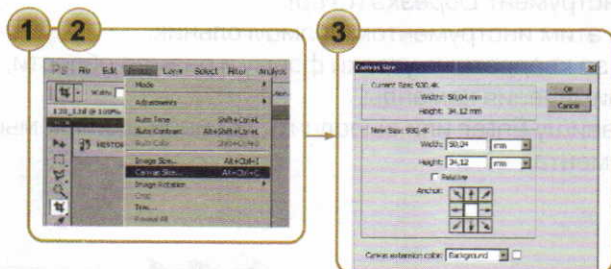 1 2 3
File Edit Image Layer Select Filter Analysis
Mode
Adjustments
Auto Tone Shift+Ctrl+L
Auto Contrast Alt+Shift+Ctrl+L
Auto Color Shift+Ctrl+B
Image Size... Alt+Ctrl+I
Canvas Size... Alt+Ctrl+C
Image Rotation
Crop
Trim...
Reveal All
Width:
Canvas Size
Current Size: 930,4K
Width: 50,04 mm
Height: 34,12 mm
OK
Cancel
New Size: 930,4K
Width: 50,04 mm
Height: 34,12 mm
Relative
Anchor:
Canvas extension color: Background